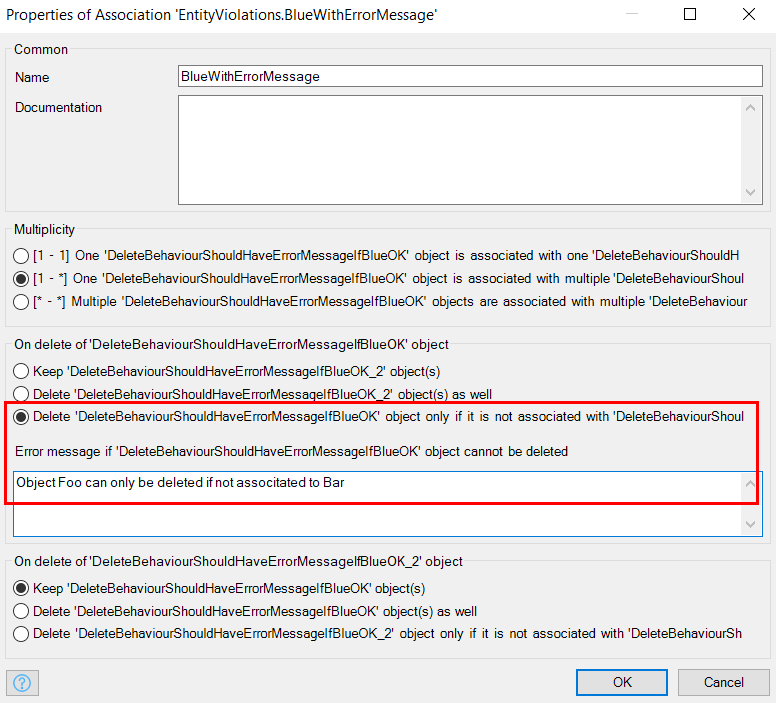 Properties of Association 'EntityViolations.BlueWithErrorMessage'
Common
Name
BlueWithErrorMessage
Documentation
Multiplicity
[1 - 1] One 'DeleteBehaviourShouldHaveErrorMessageIfBlueOK' object is associated with one 'DeleteBehaviourShouldH
[1 - *] One 'DeleteBehaviourShouldHaveErrorMessageIfBlueOK' object is associated with multiple 'DeleteBehaviourShoul
[* - *] Multiple 'DeleteBehaviourShouldHaveErrorMessageIfBlueOK' objects are associated with multiple 'DeleteBehaviour
On delete of 'DeleteBehaviourShouldHaveErrorMessageIfBlueOK' object
Keep 'DeleteBehaviourShouldHaveErrorMessageIfBlueOK_2' object(s)
Delete 'DeleteBehaviourShouldHaveErrorMessageIfBlueOK_2' object(s) as well
Delete 'DeleteBehaviourShouldHaveErrorMessageIfBlueOK' object only if it is not associated with 'DeleteBehaviourShoul
Error message if 'DeleteBehaviourShouldHaveErrorMessageIfBlueOK' object cannot be deleted
Object Foo can only be deleted if not associtated to Bar
On delete of 'DeleteBehaviourShouldHaveErrorMessageIfBlueOK_2' object
Keep 'DeleteBehaviourShouldHaveErrorMessageIfBlueOK' object(s)
Delete 'DeleteBehaviourShouldHaveErrorMessageIfBlueOK' object(s) as well
Delete 'DeleteBehaviourShouldHaveErrorMessageIfBlueOK_2' object only if it is not associated with 'DeleteBehaviourSh
?
OK
Cancel